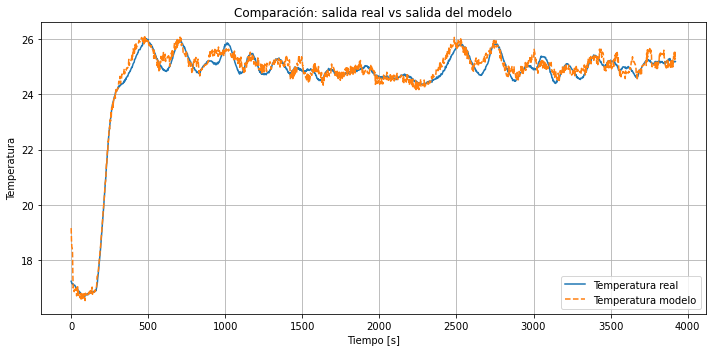 Comparación: salida real vs salida del modelo
26
24
22
20
18
Temperatura
0 500 1000 1500 2000 2500 3000 3500 4000
Tiempo [s]
Temperatura real
Temperatura modelo